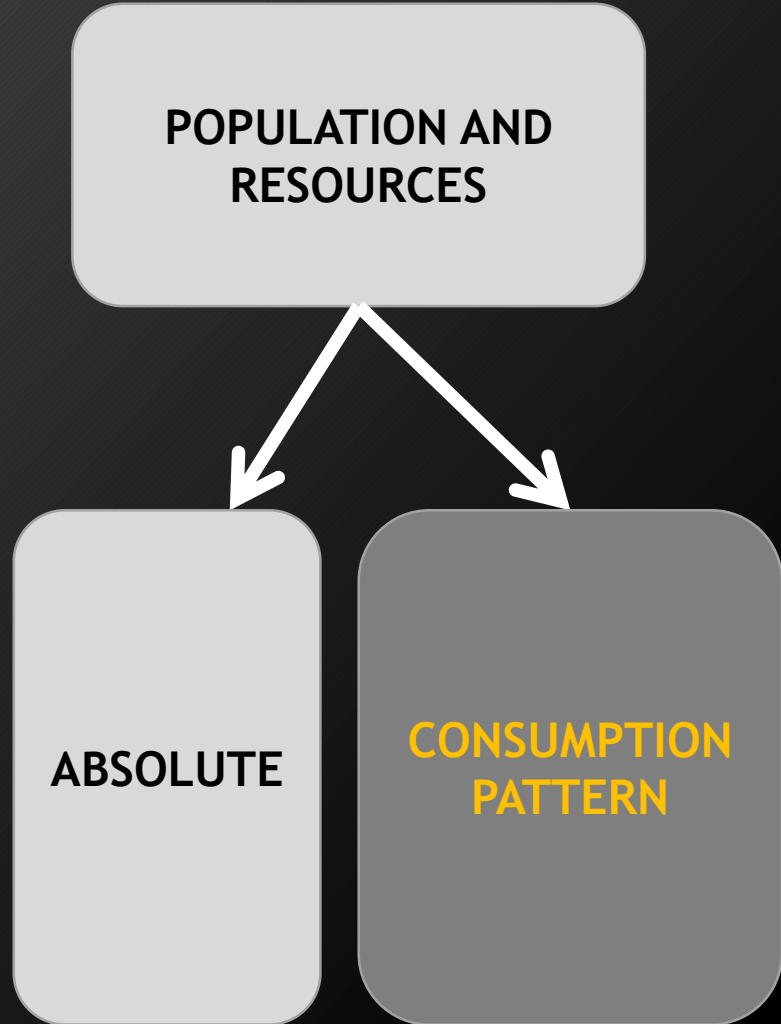 POPULATION AND
RESOURCES
ABSOLUTE
CONSUMPTION
PATTERN